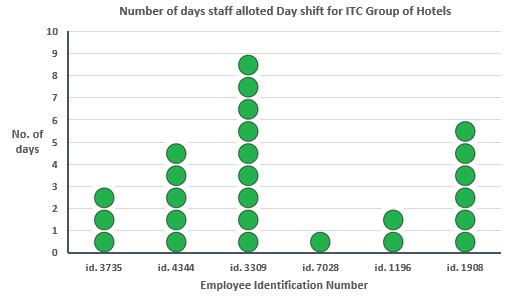 Number of days staff alloted Day shift for ITC Group of Hotels
10
9
8
7
6
5
4
3
2
1
0
No. of
days
id. 3735 id. 4344 id. 3309 id. 7028 id. 1196 id. 1908
Employee Identification Number